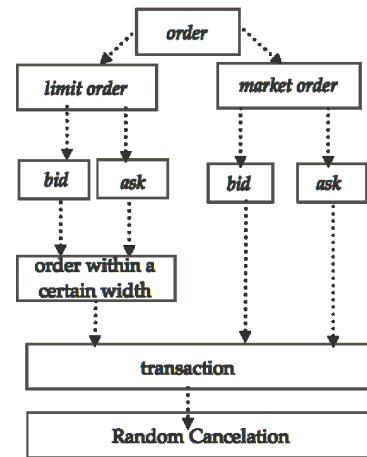 order
limit order
market order
bid
ask
bid
ask
order within a
certain width
transaction
Random Cancelation